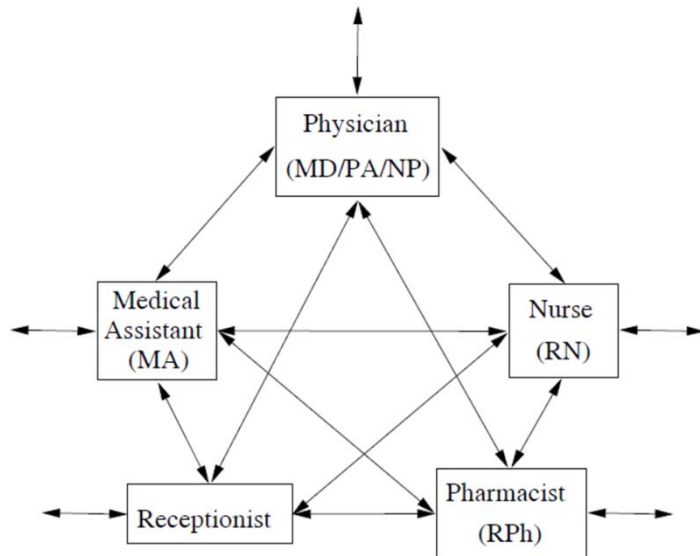 Physician
(MD/PA/NP)
Medical
Assistant
(MA)
Nurse
(RN)
Receptionist
Pharmacist
(RPh)